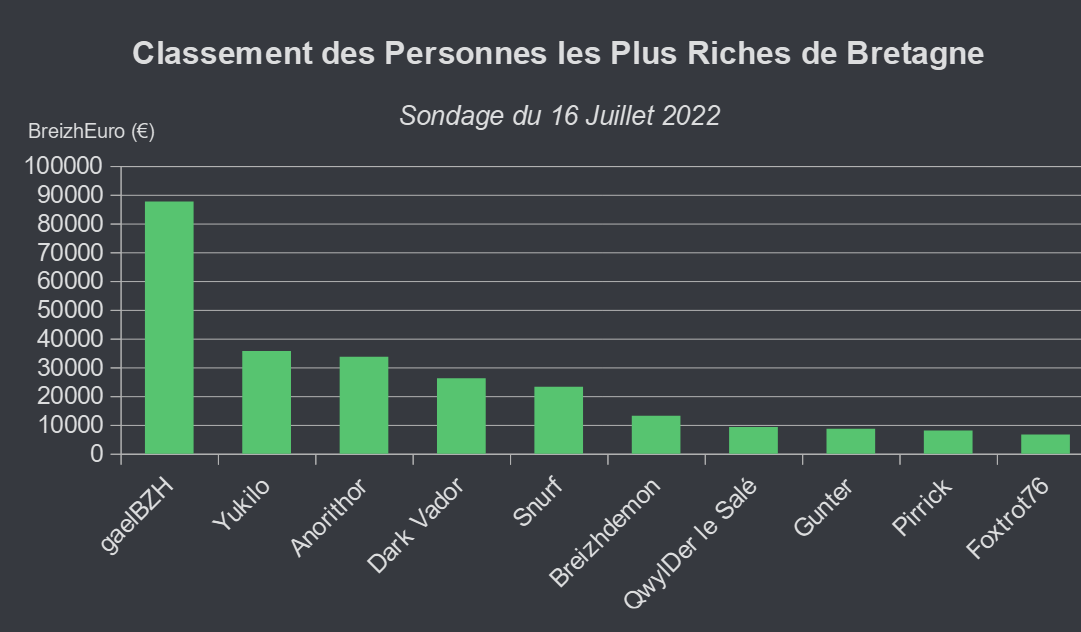 Classement des Personnes les Plus Riches de Bretagne
Sondage du 16 Juillet 2022
BreizhEuro (€)
100000
90000
80000
70000
60000
50000
40000
30000
20000
10000
0
gaelBZH
Yukilo
Anorithor
Dark Vador
Snurf
Breizhdemon
QwylDer le Salé
Gunter
Pirrick
Foxtrot76